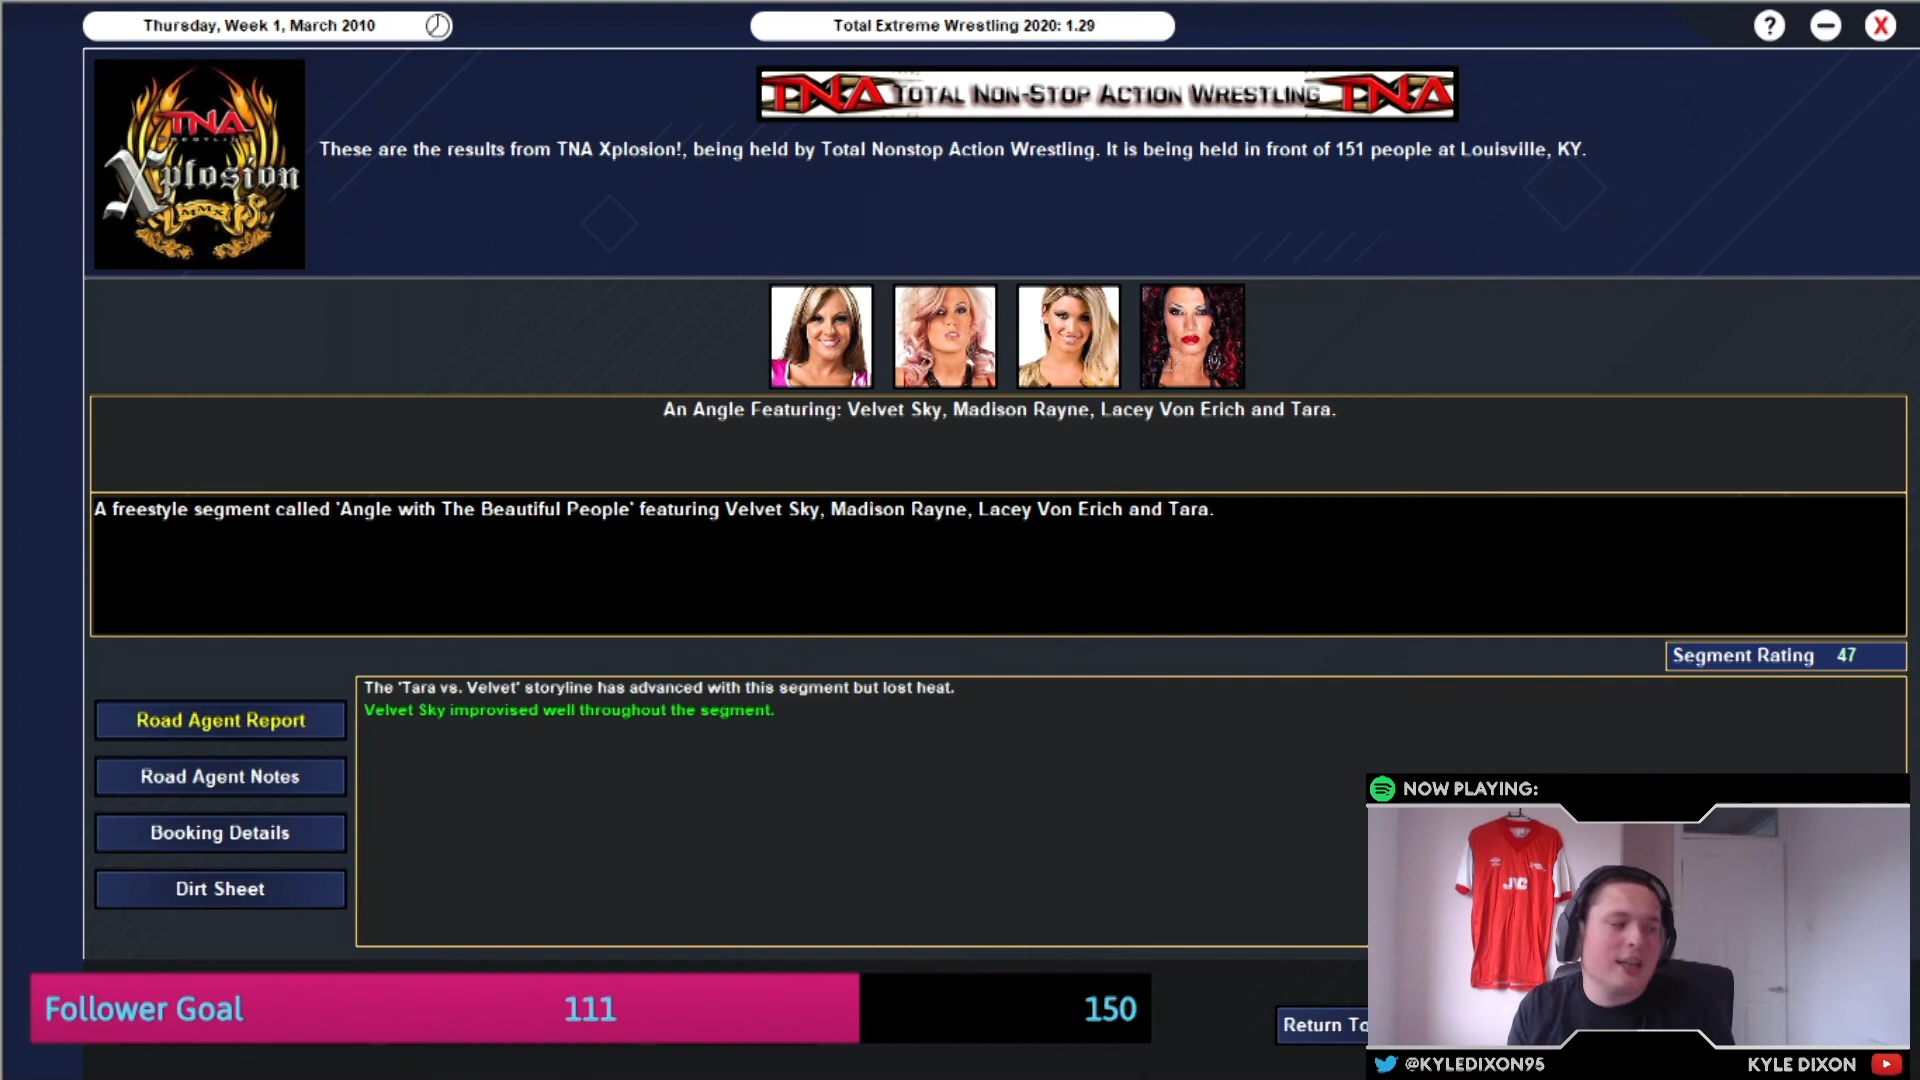 Thursday, Week 1, March 2010
Total Extreme Wrestling 2020: 1.29
? X
TNA
WRESTLING
Xplosion
MMX
TNA TOTAL NON-STOP ACTION WRESTLING TNA
These are the results from TNA Xplosion!, being held by Total Nonstop Action Wrestling. It is being held in front of 151 people at Louisville, KY.
An Angle Featuring: Velvet Sky, Madison Rayne, Lacey Von Erich and Tara.
A freestyle segment called 'Angle with The Beautiful People' featuring Velvet Sky, Madison Rayne, Lacey Von Erich and Tara.
Segment Rating 47
The 'Tara vs. Velvet' storyline has advanced with this segment but lost heat.
Velvet Sky improvised well throughout the segment.
Road Agent Report
Road Agent Notes
Booking Details
Dirt Sheet
NOW PLAYING:
JVC
Follower Goal 111 150
Return To
@KYLEDIXON95 KYLE DIXON